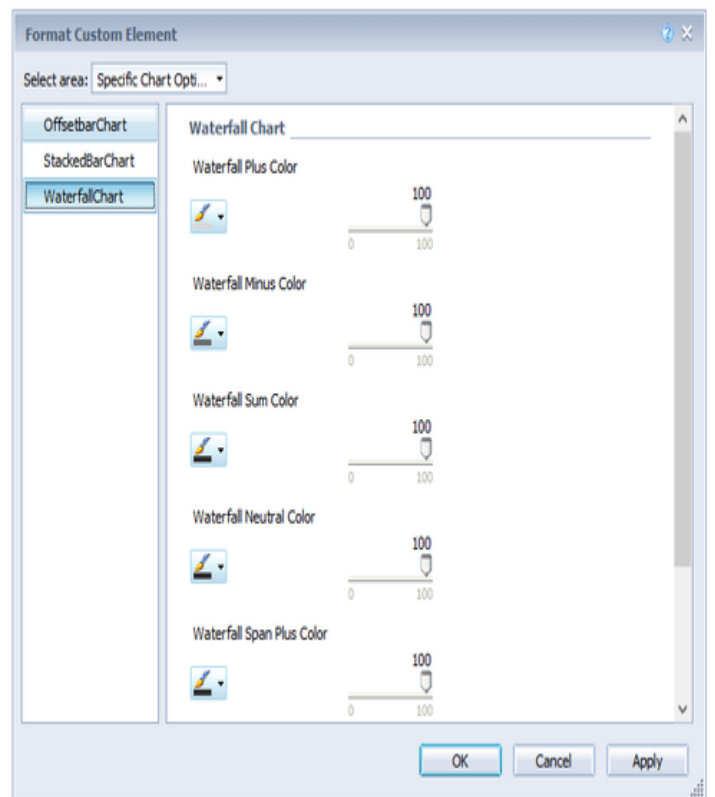 Format Custom Element
Select area: Specific Chart Opti...
OffsetbarChart
StackedBarChart
WaterfallChart
Waterfall Chart
Waterfall Plus Color
100
0 100
Waterfall Minus Color
100
0 100
Waterfall Sum Color
100
0 100
Waterfall Neutral Color
100
0 100
Waterfall Span Plus Color
100
0 100
OK Cancel Apply